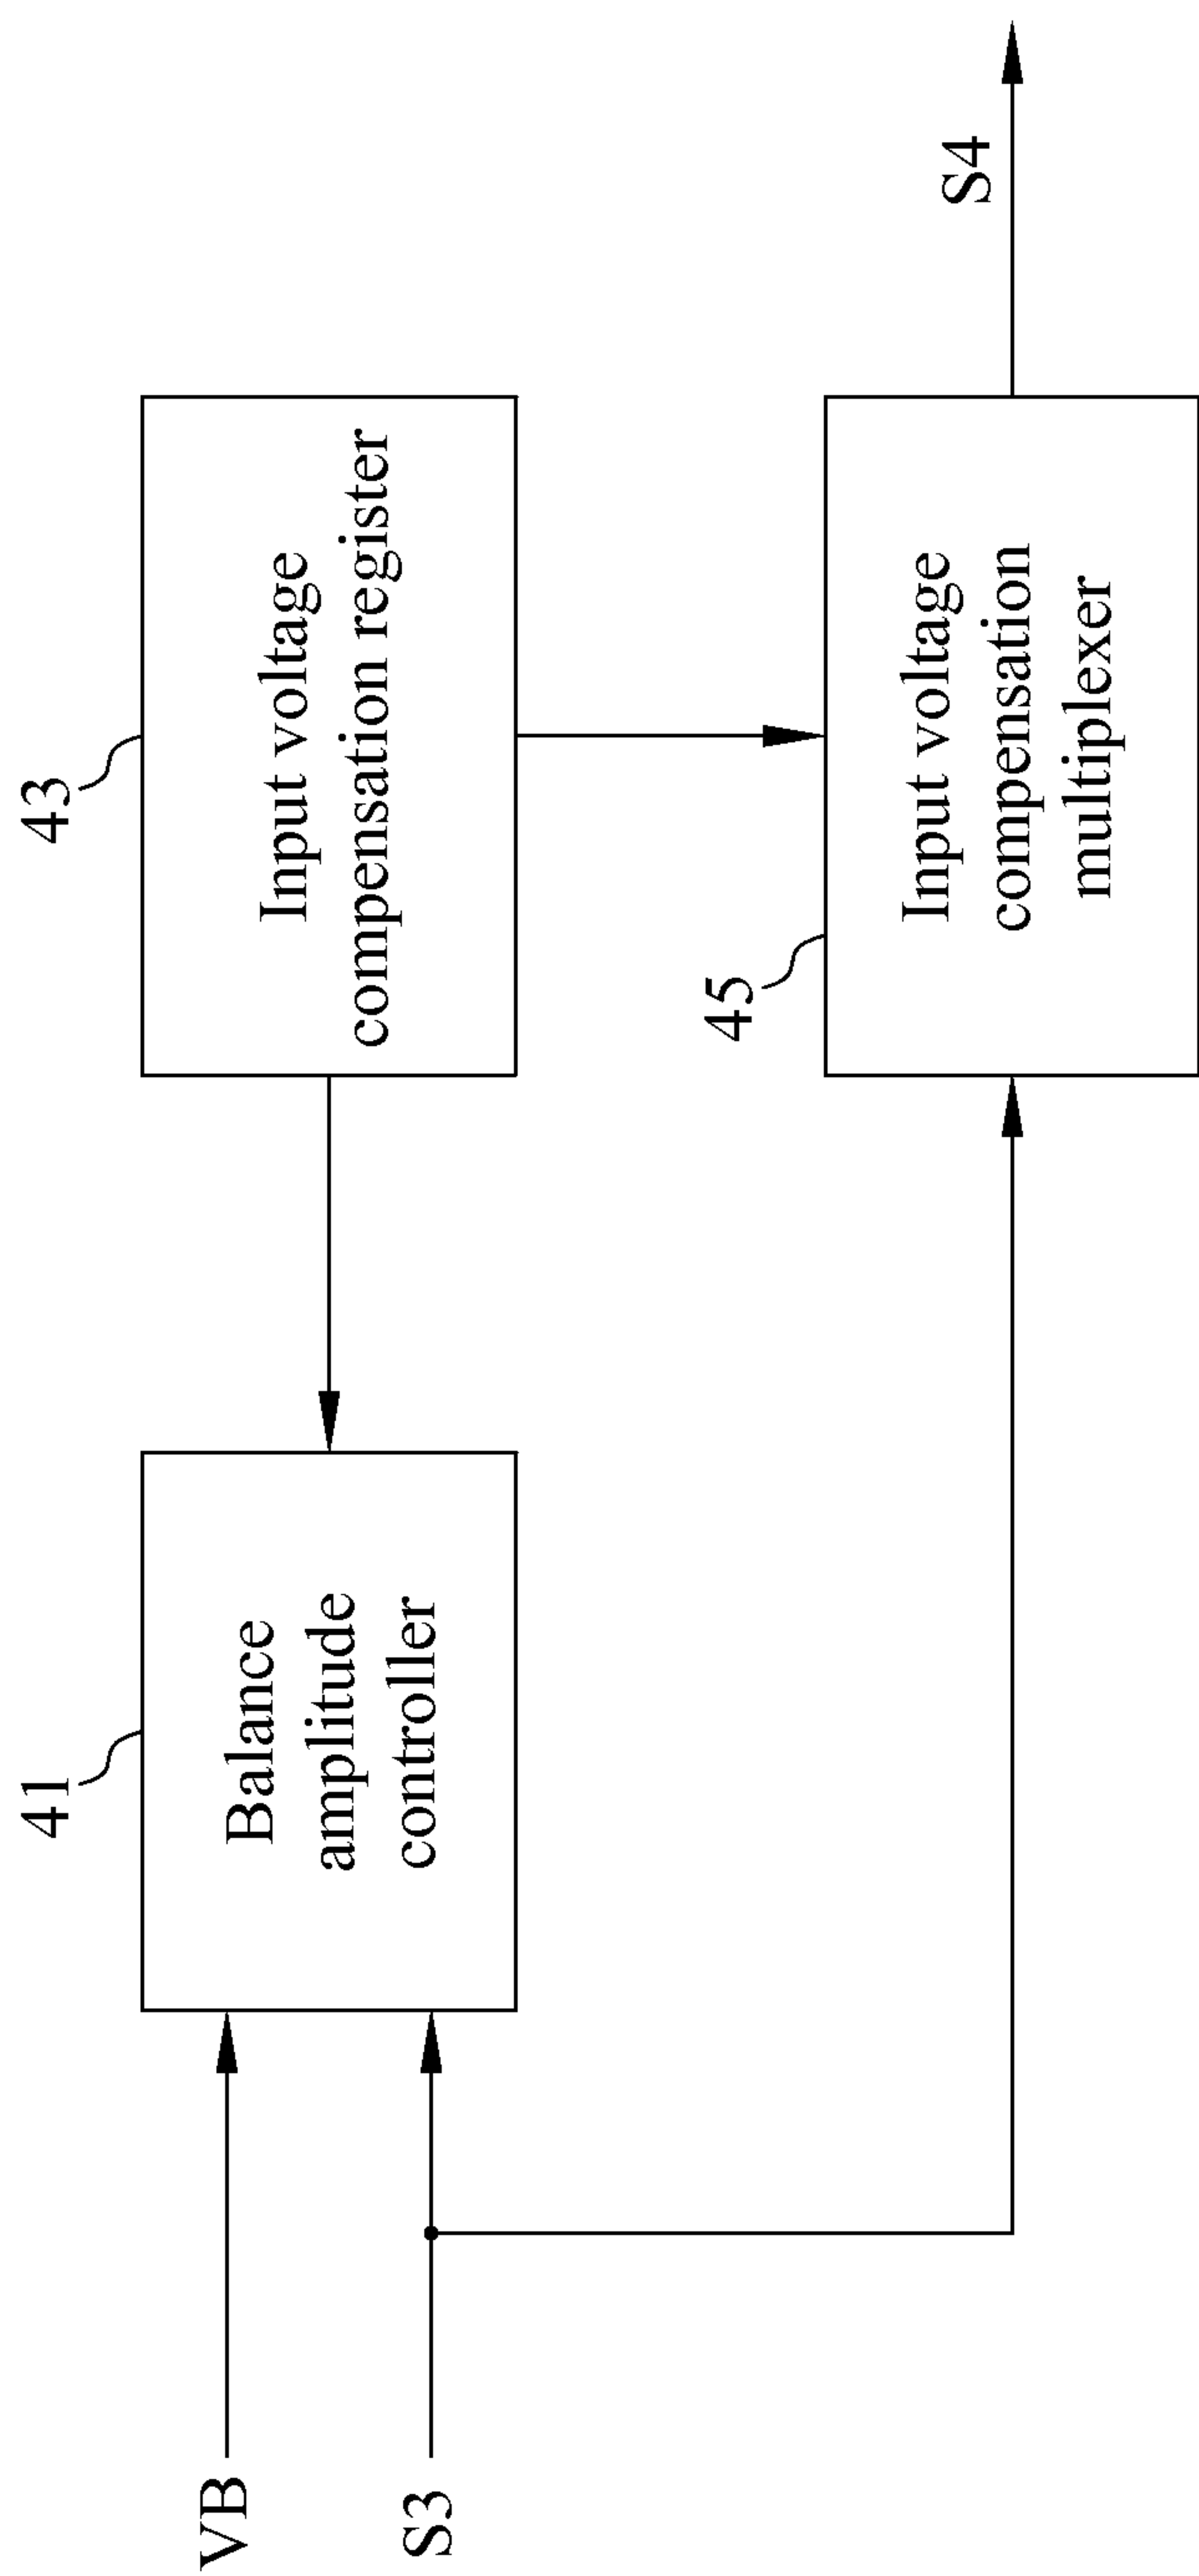 41
43
VB
S3
Balance
amplitude
controller
Input voltage
compensation register
45
Input voltage
compensation
multiplexer
S4